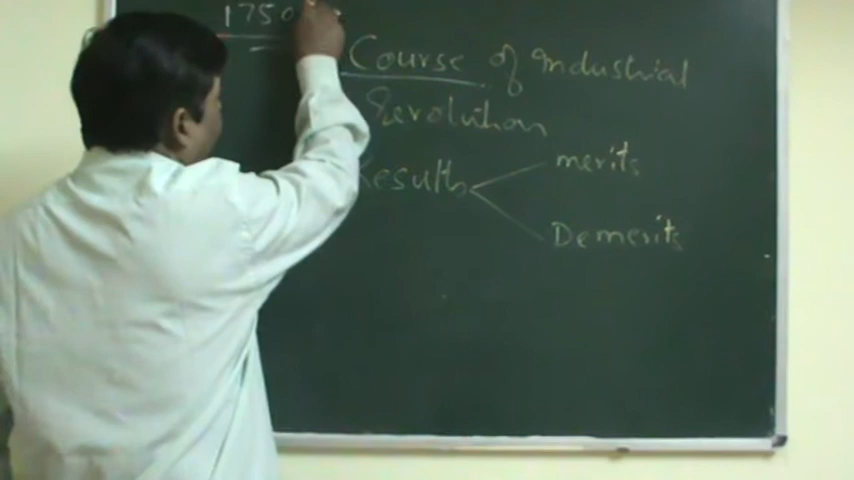 1750
Course of Industrial
Revolution
Results
merits
Demerits